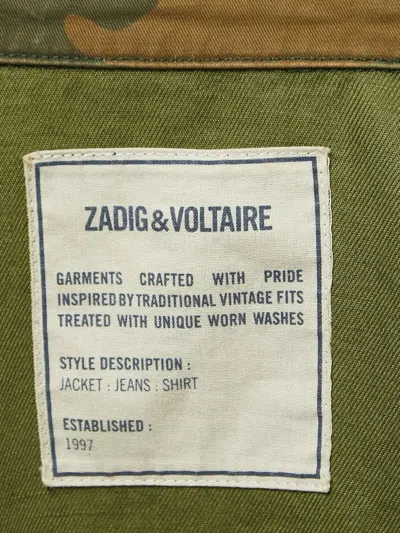 ZADIG&VOLTAIRE
GARMENTS CRAFTED WITH PRIDE
INSPIRED BY TRADITIONAL VINTAGE FITS
TREATED WITH UNIQUE WORN WASHES
STYLE DESCRIPTION :
JACKET : JEANS : SHIRT
ESTABLISHED :
1997